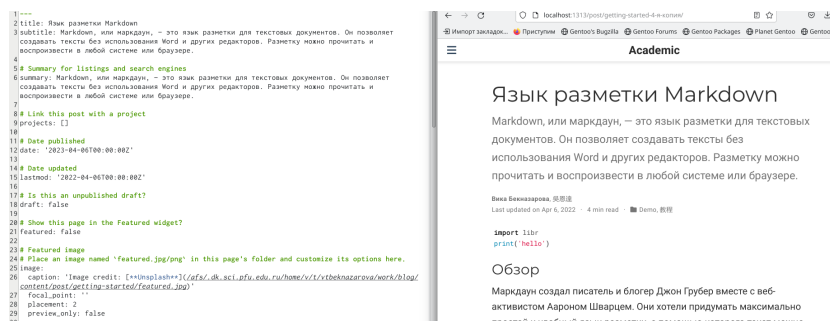 1 ---
2 title: Язык разметки Markdown
3 subtitle: Markdown, или маркдаун, — это язык разметки для текстовых документов. Он позволяет
создавать тексты без использования Word и других редакторов. Разметку можно прочитать и
воспроизвести в любой системе или браузере.
4
5 # Summary for listings and search engines
6 summary: Markdown, или маркдаун, — это язык разметки для текстовых документов. Он позволяет
создавать тексты без использования Word и других редакторов. Разметку можно прочитать и
воспроизвести в любой системе или браузере.
7
8 # Link this post with a project
9 projects: []
10
11 # Date published
12 date: '2023-04-06T00:00:00Z'
13
14 # Date updated
15 lastmod: '2022-04-06T00:00:00Z'
16
17 # Is this an unpublished draft?
18 draft: false
19
20 # Show this page in the Featured widget?
21 featured: false
22
23 # Featured image
24 # Place an image named `featured.jpg/png` in this page's folder and customize its options here.
25 image:
26 caption: 'Image credit: [**Unsplash**](/afs/.dk.sci.pfu.edu.ru/home/v/t/vtbeknazarova/work/blog/
content/post/getting-started/featured.jpg)'
27 focal_point: ''
28 placement: 2
29 preview_only: false
localhost:1313/post/getting-started-4-я-копия/
Импорт закладок... Приступим Gentoo's Bugzilla Gentoo Forums Gentoo Packages Planet Gentoo Gentoo
Academic
Язык разметки Markdown
Markdown, или маркдаун, — это язык разметки для текстовых
документов. Он позволяет создавать тексты без
использования Word и других редакторов. Разметку можно
прочитать и воспроизвести в любой системе или браузере.
Вика Бекназарова, 吳恩達
Last updated on Apr 6, 2022 · 4 min read · Demo, 教程
import libr
print('hello')
Обзор
Маркдаун создал писатель и блогер Джон Грубер вместе с веб-
активистом Аароном Шварцем. Они хотели придумать максимально